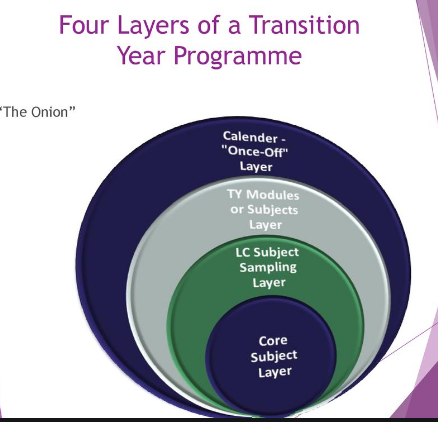 Four Layers of a Transition
Year Programme
"The Onion"
Calender -
"Once-Off"
Layer
TY Modules
or Subjects
Layer
LC Subject
Sampling
Layer
Core
Subject
Layer